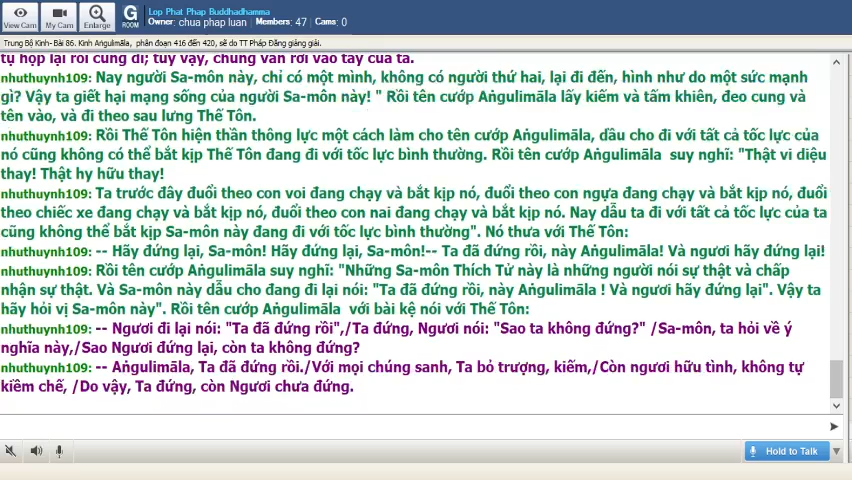 View Cam
My Cam
Enlarge
G
ROOM
Lop Phat Phap Buddhadhamma
Owner: chua phap luan | Members: 47 | Cams: 0
Trung Bộ Kinh- Bài 86. Kinh Aṅgulimāla, phân đoạn 416 đến 420, sẽ do TT Pháp Đăng giảng giải.
tụ họp lại rồi cùng đi; tuy vậy, chúng vẫn rơi vào tay của ta.
nhuthuynh109: Nay người Sa-môn này, chỉ có một mình, không có người thứ hai, lại đi đến, hình như do một sức mạnh
gì? Vậy ta giết hại mạng sống của người Sa-môn này! " Rồi tên cướp Aṅgulimāla lấy kiếm và tấm khiên, đeo cung và
tên vào, và đi theo sau lưng Thế Tôn.
nhuthuynh109: Rồi Thế Tôn hiện thần thông lực một cách làm cho tên cướp Aṅgulimāla, dầu cho đi với tất cả tốc lực của
nó cũng không có thể bắt kịp Thế Tôn đang đi với tốc lực bình thường. Rồi tên cướp Aṅgulimāla suy nghĩ: "Thật vi diệu
thay! Thật hy hữu thay!
nhuthuynh109: Ta trước đây đuổi theo con voi đang chạy và bắt kịp nó, đuổi theo con ngựa đang chạy và bắt kịp nó, đuổi
theo chiếc xe đang chạy và bắt kịp nó, đuổi theo con nai đang chạy và bắt kịp nó. Nay dẫu ta đi với tất cả tốc lực của ta
cũng không thể bắt kịp Sa-môn này đang đi với tốc lực bình thường". Nó thưa với Thế Tôn:
nhuthuynh109: -- Hãy đứng lại, Sa-môn! Hãy đứng lại, Sa-môn!-- Ta đã đứng rồi, này Aṅgulimāla! Và ngươi hãy đứng lại!
nhuthuynh109: Rồi tên cướp Aṅgulimāla suy nghĩ: "Những Sa-môn Thích Tử này là những người nói sự thật và chấp
nhận sự thật. Và Sa-môn này dẫu cho đang đi lại nói: "Ta đã đứng rồi, này Aṅgulimāla ! Và ngươi hãy đứng lại". Vậy ta
hãy hỏi vị Sa-môn này". Rồi tên cướp Aṅgulimāla với bài kệ nói với Thế Tôn:
nhuthuynh109: -- Ngươi đi lại nói: "Ta đã đứng rồi",/Ta đứng, Ngươi nói: "Sao ta không đứng?" /Sa-môn, ta hỏi về ý
nghĩa này,/Sao Ngươi đứng lại, còn ta không đứng?
nhuthuynh109: -- Aṅgulimāla, Ta đã đứng rồi./Với mọi chúng sanh, Ta bỏ trượng, kiếm,/Còn ngươi hữu tình, không tự
kiềm chế, /Do vậy, Ta đứng, còn Ngươi chưa đứng.
Hold to Talk